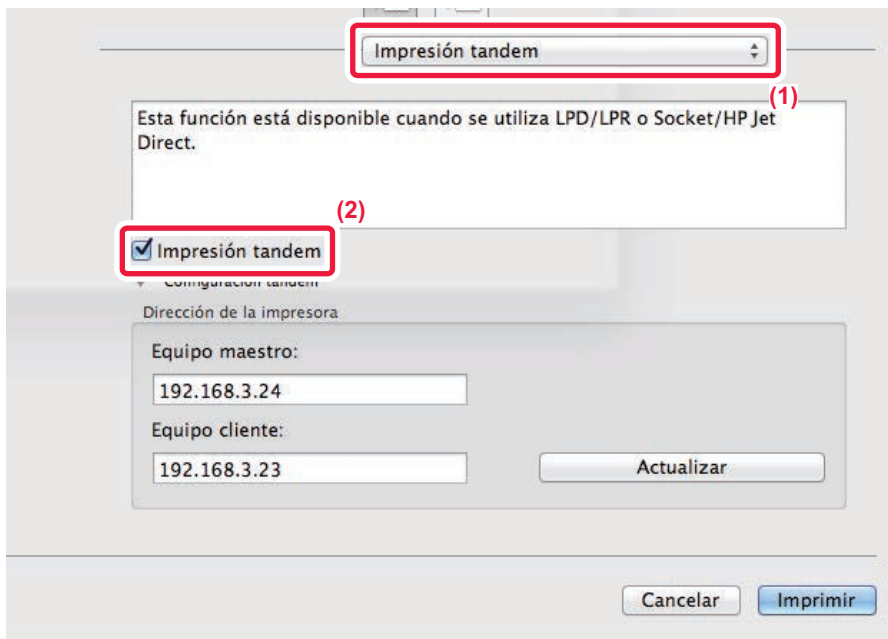 Impresión tandem
(1)
Esta función está disponible cuando se utiliza LPD/LPR o Socket/HP Jet
Direct.
(2)
Impresión tandem
Configuración tandem
Dirección de la impresora
Equipo maestro:
192.168.3.24
Equipo cliente:
192.168.3.23
Actualizar
Cancelar
Imprimir